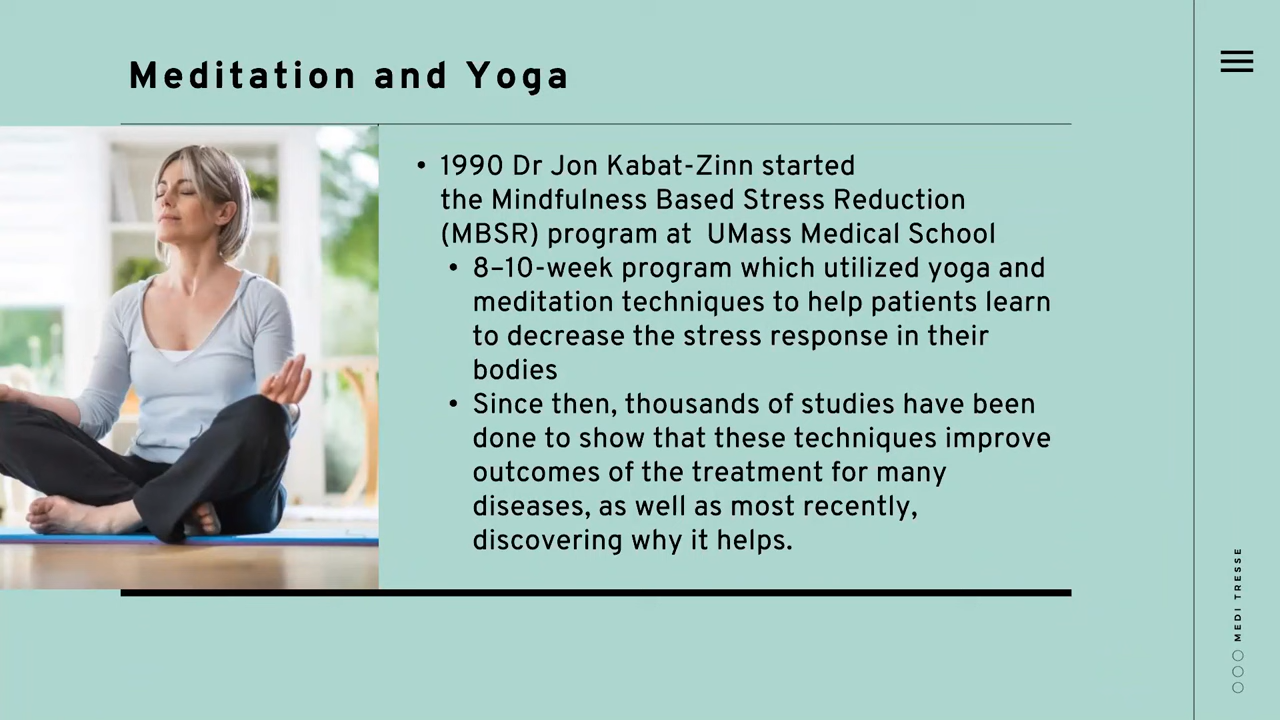 Meditation and Yoga
• 1990 Dr Jon Kabat-Zinn started
the Mindfulness Based Stress Reduction
(MBSR) program at  UMass Medical School
• 8–10-week program which utilized yoga and
meditation techniques to help patients learn
to decrease the stress response in their
bodies
• Since then, thousands of studies have been
done to show that these techniques improve
outcomes of the treatment for many
diseases, as well as most recently,
discovering why it helps.
MEDI TRESSE